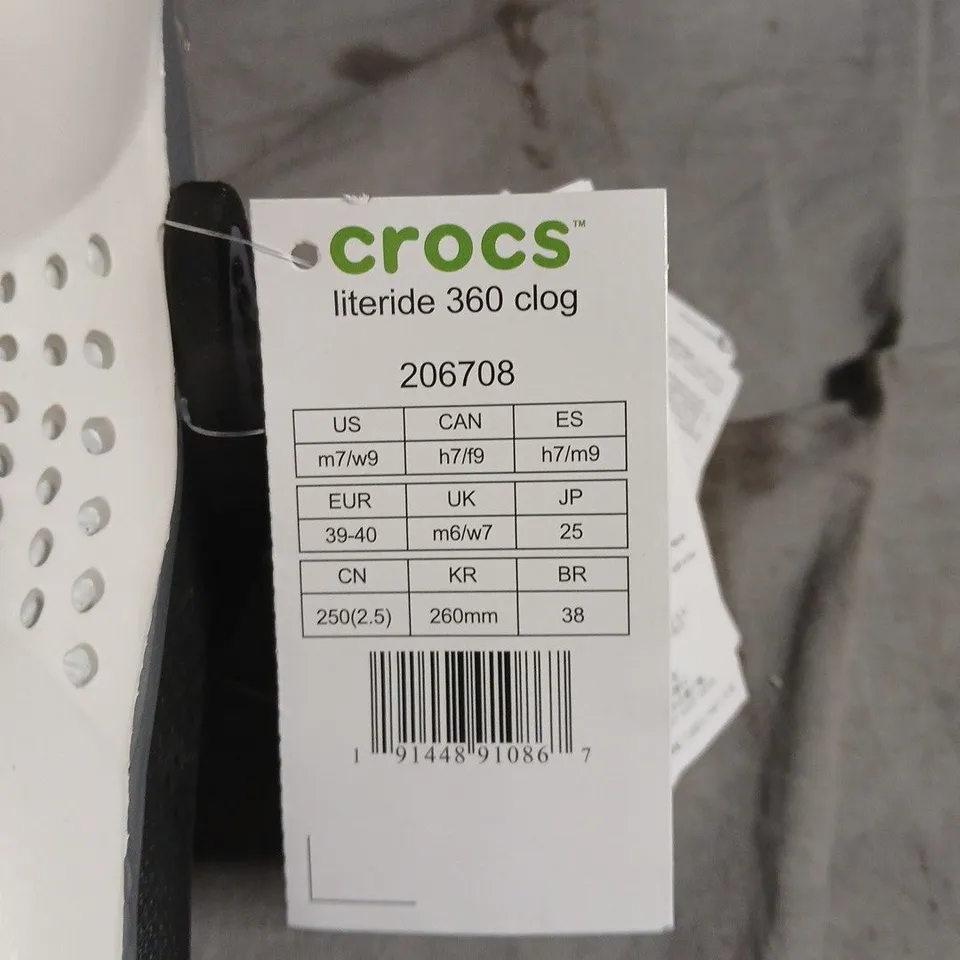 crocs™
literide 360 clog
206708
US CAN ES
m7/w9 h7/f9 h7/m9
EUR UK JP
39-40 m6/w7 25
CN KR BR
250(2.5) 260mm 38
1 91448 91086 7